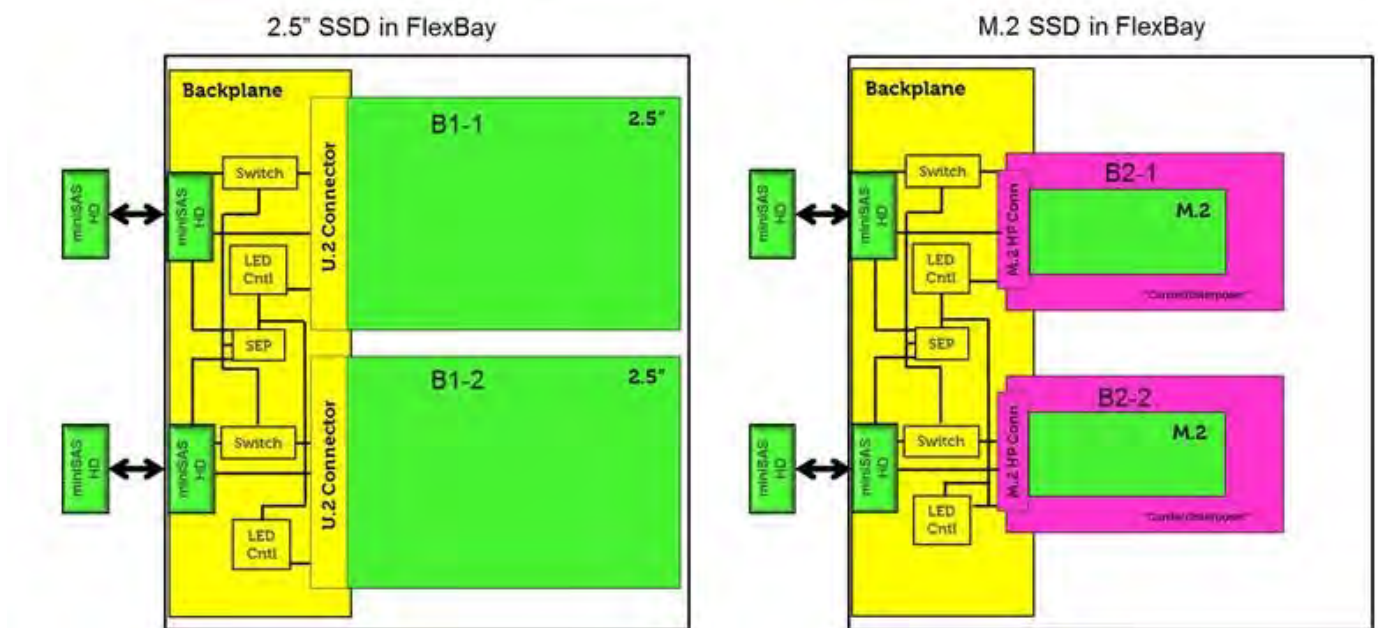 2.5” SSD in FlexBay
Backplane
B1-1
2.5"
Switch
miniSAS
HD
miniSAS
HD
U.2 Connector
LED
Cntl
SEP
B1-2
2.5"
miniSAS
HD
miniSAS
HD
Switch
U.2 Connector
LED
Cntl
M.2 SSD in FlexBay
Backplane
B2-1
Switch
miniSAS
HD
miniSAS
HD
M.2 HP Conn
M.2
LED
Cntl
SEP
B2-2
miniSAS
HD
miniSAS
HD
Switch
M.2 HP Conn
M.2
LED
Cntl